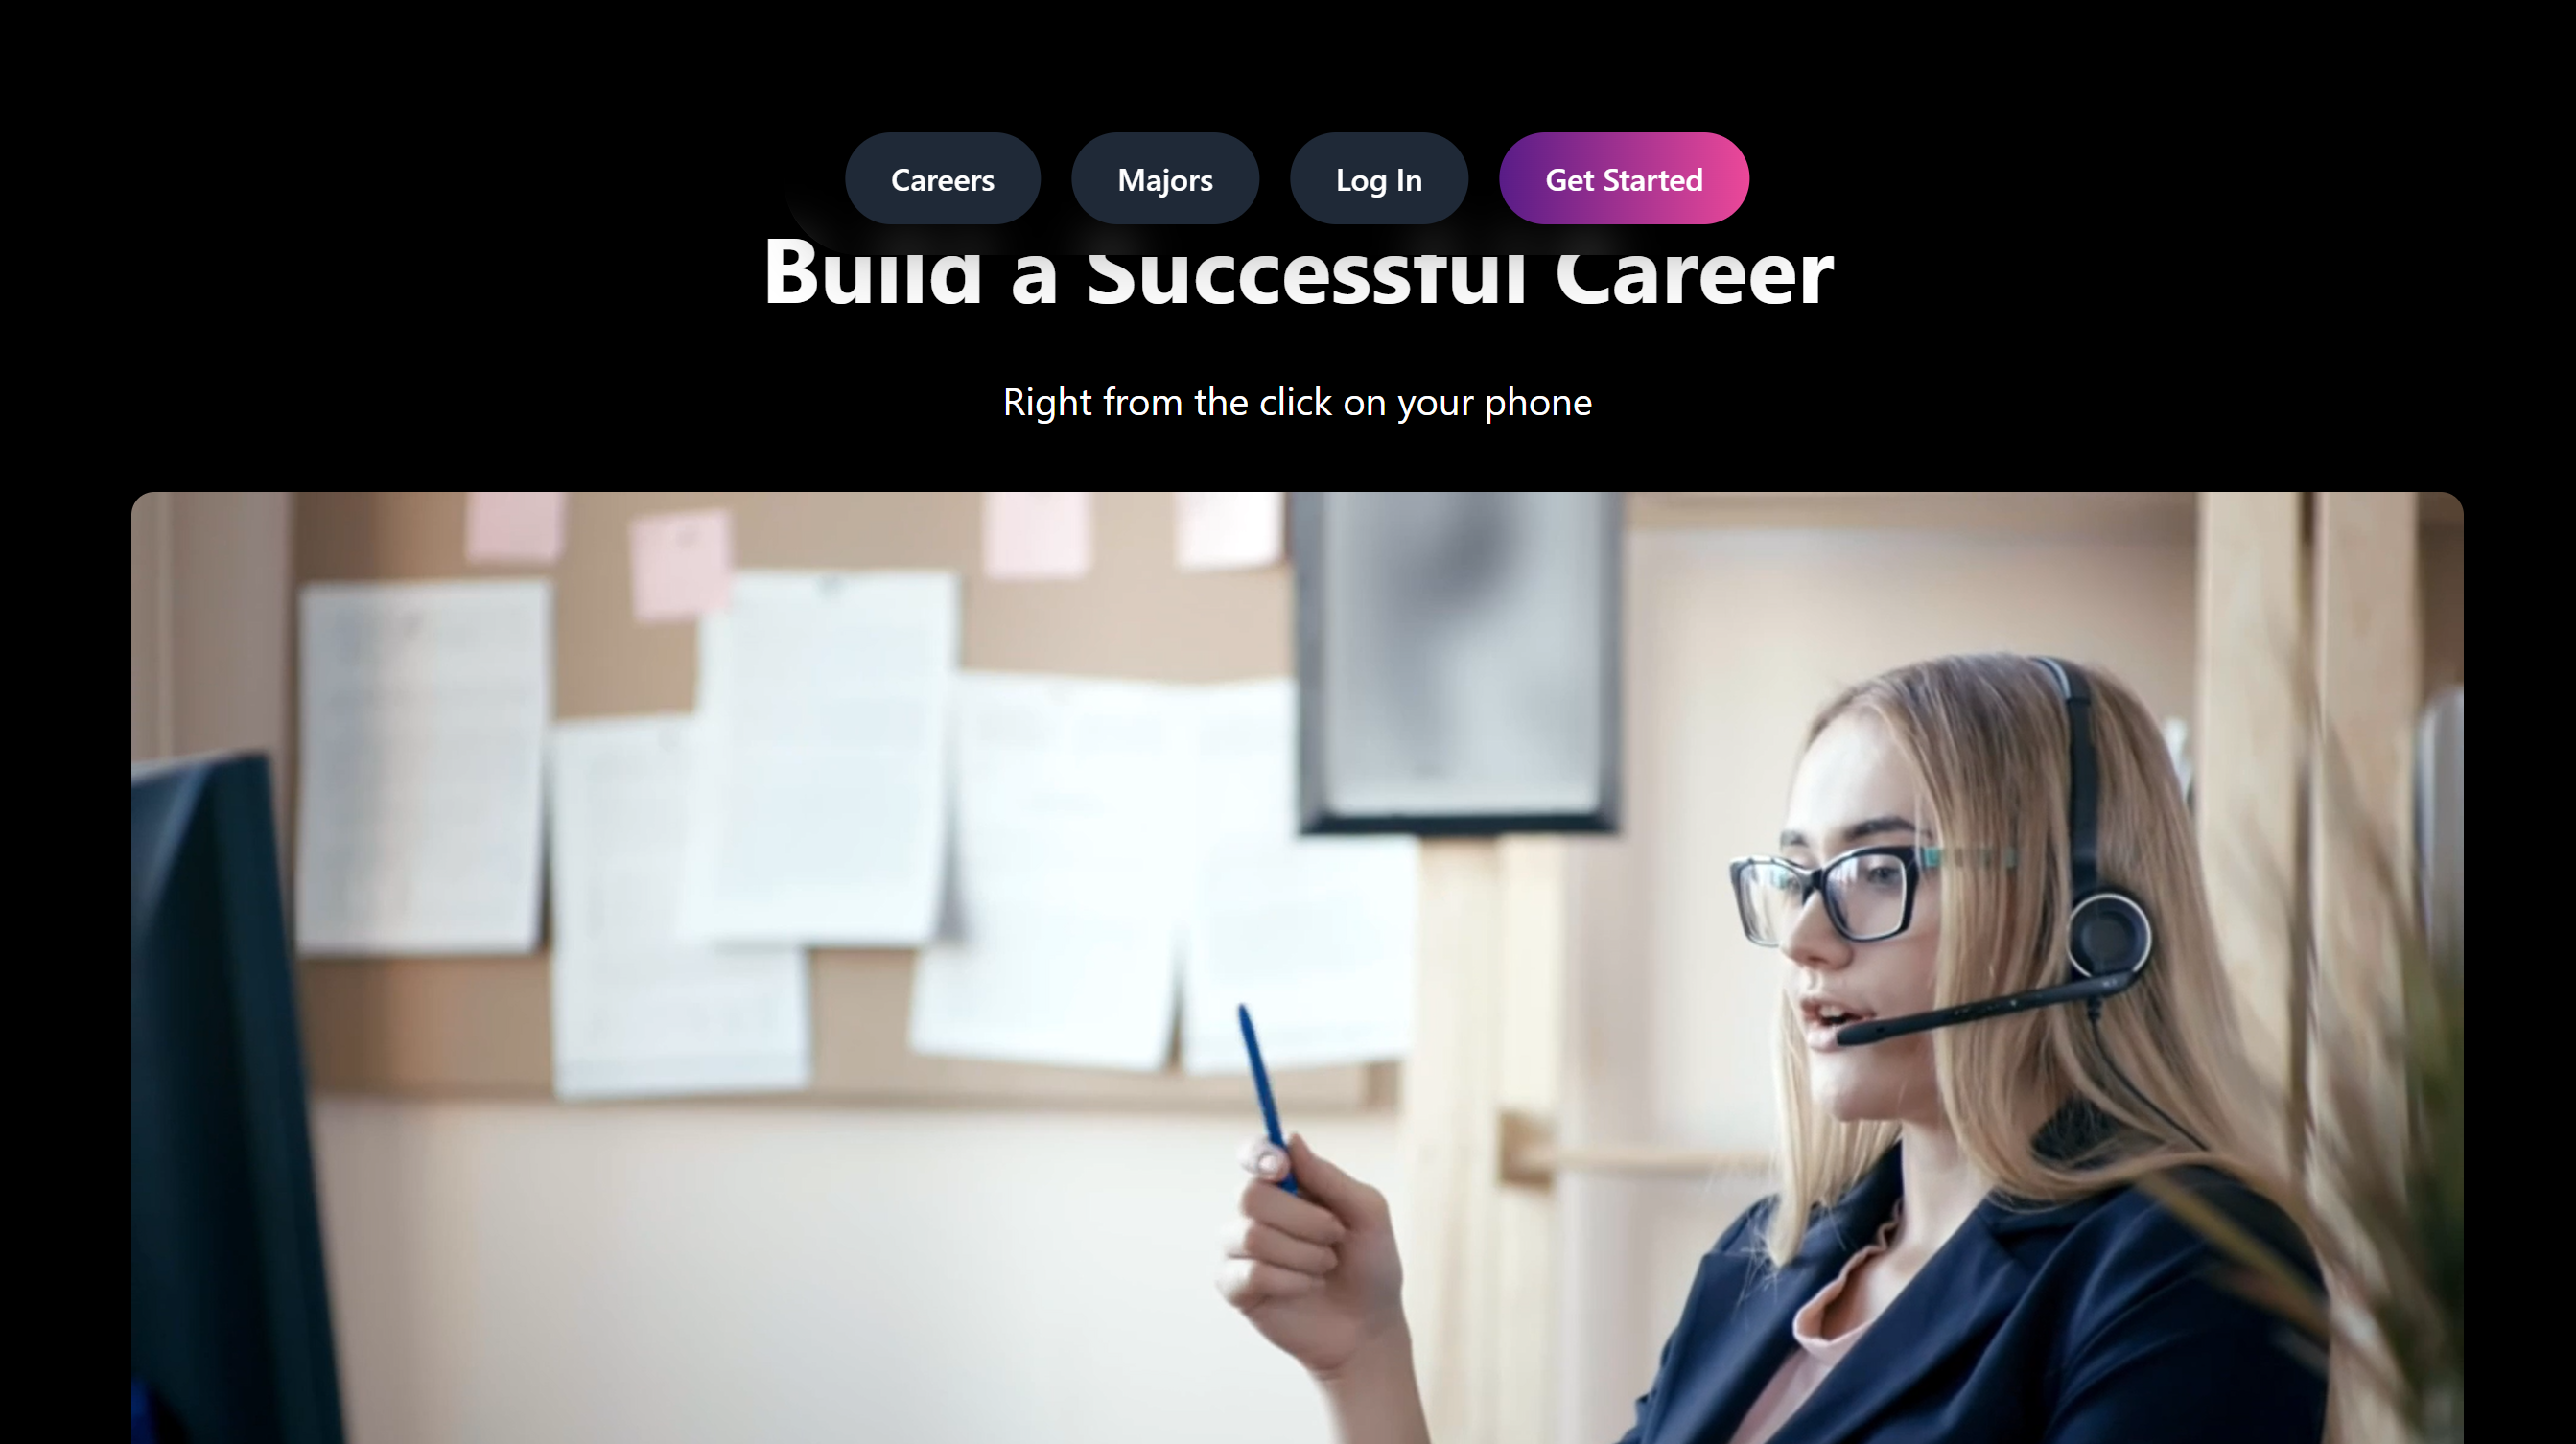 Careers Majors Log In Get Started
Build a Successful Career
Right from the click on your phone